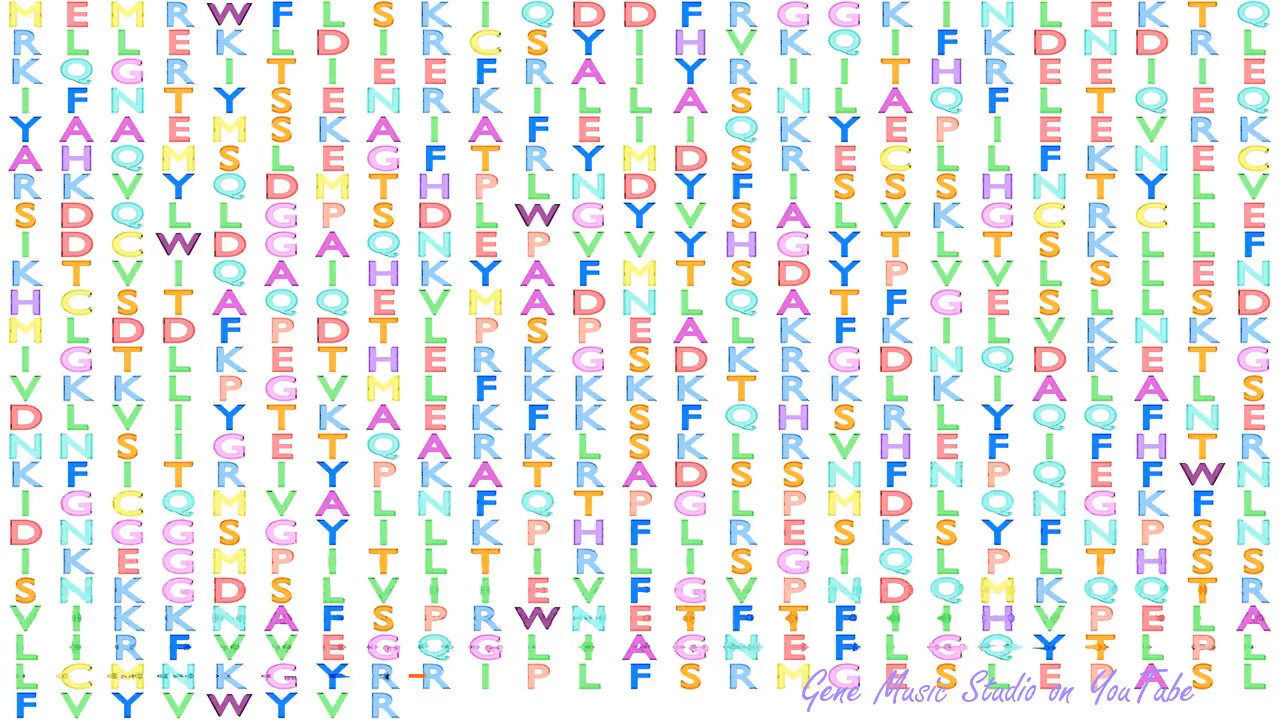 M E M R W F L S K I Q D D F R G G K I N L E K T Q
R L L E K L D I R C S Y I H V K Q I F K D N D R L
K Q G R I T I E E F R A I Y R I I T H R E E I I E
I F N T Y S E N R K I L L A S N L A Q F L T Q E Q
Y A A E M S K A I A F E I I Q K Y E P I E E V R K
A H Q M S L E G F T R Y M D S R E C L L F K N E C
R K V Y Q D M T H P L N D Y F I S S S H N T Y L V
S D Q L L G P S D L W G Y V S A L V K G C R C L E
I D C W D G A Q N E P V V Y H G Y T L T S K L L F
K T V I Q A I H K Y A F M T S D Y P V V L S L E N
H C S T A Q Q E V M A D N L Q A T F G E S L L S D
M L D D F P D T L P S P E A L K F K I L V K N K K
I G T L K E T H E R K G S D K R G D N Q D K E T G
V K K L P G V M L F K K K K T R K L K I A L A L S
D L V I Y T K A E K F K S F Q H S R L Y Q Q F N E
N N S I G E T Q A R K L S K L R V H E F I F H T W
K F I T R I Y P K A T R A D S S N F N P Q E F W Q
I G C Q M V A L N F Q T P G L P M D L Q N G K F L
D N G G S G Y I L K P H F L R E S K S Y F N P S N
I K E G M P I T L T I R F I S G I Q L P L T H S S
S N K G D S L V I I E V F G V P N D Q M K Q Q T R
V I K K N A F S P R W N E T F T F I I H V P E L A
L I R F V V E G Q G L I A G N E F L G Q Y T L P L
L C M N K G Y R R I P L F S R M G E S L E P A S
F V Y V W Y V R
Gene Music Studio on YouTube